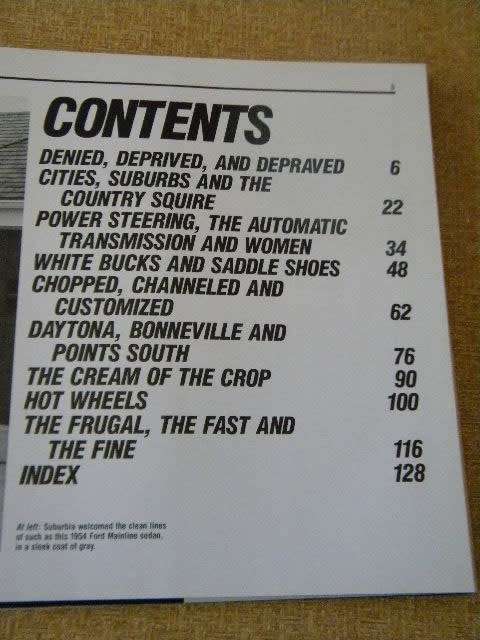 5
CONTENTS
DENIED, DEPRIVED, AND DEPRAVED 6
CITIES, SUBURBS AND THE
COUNTRY SQUIRE 22
POWER STEERING, THE AUTOMATIC
TRANSMISSION AND WOMEN 34
WHITE BUCKS AND SADDLE SHOES 48
CHOPPED, CHANNELED AND
CUSTOMIZED 62
DAYTONA, BONNEVILLE AND
POINTS SOUTH 76
THE CREAM OF THE CROP 90
HOT WHEELS 100
THE FRUGAL, THE FAST AND
THE FINE 116
INDEX 128
At left: Suburbia welcomed the clean lines
of such as this 1954 Ford Mainline sedan,
in a sleek coat of gray.